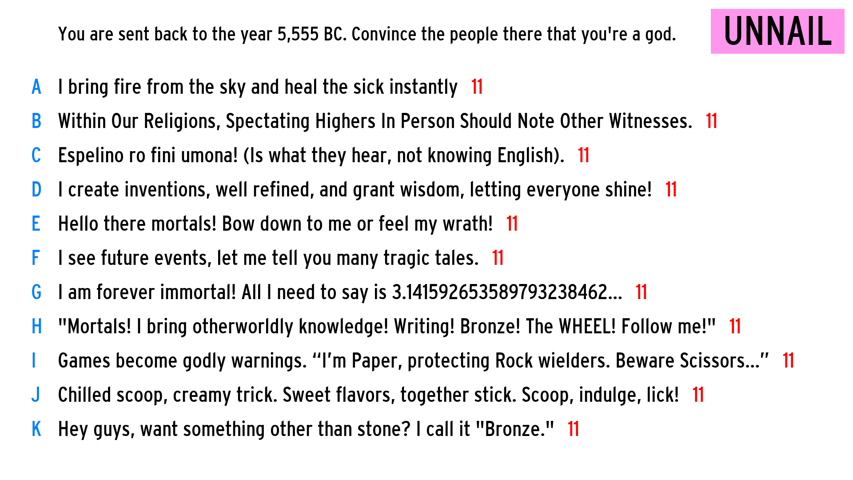 You are sent back to the year 5,555 BC. Convince the people there that you're a god.
UNNAIL
A I bring fire from the sky and heal the sick instantly 11
B Within Our Religions, Spectating Highers In Person Should Note Other Witnesses. 11
C Espelino ro fini umona! (Is what they hear, not knowing English). 11
D I create inventions, well refined, and grant wisdom, letting everyone shine! 11
E Hello there mortals! Bow down to me or feel my wrath! 11
F I see future events, let me tell you many tragic tales. 11
G I am forever immortal! All I need to say is 3.141592653589793238462... 11
H "Mortals! I bring otherworldly knowledge! Writing! Bronze! The WHEEL! Follow me!" 11
I Games become godly warnings. “I’m Paper, protecting Rock wielders. Beware Scissors...” 11
J Chilled scoop, creamy trick. Sweet flavors, together stick. Scoop, indulge, lick! 11
K Hey guys, want something other than stone? I call it "Bronze." 11